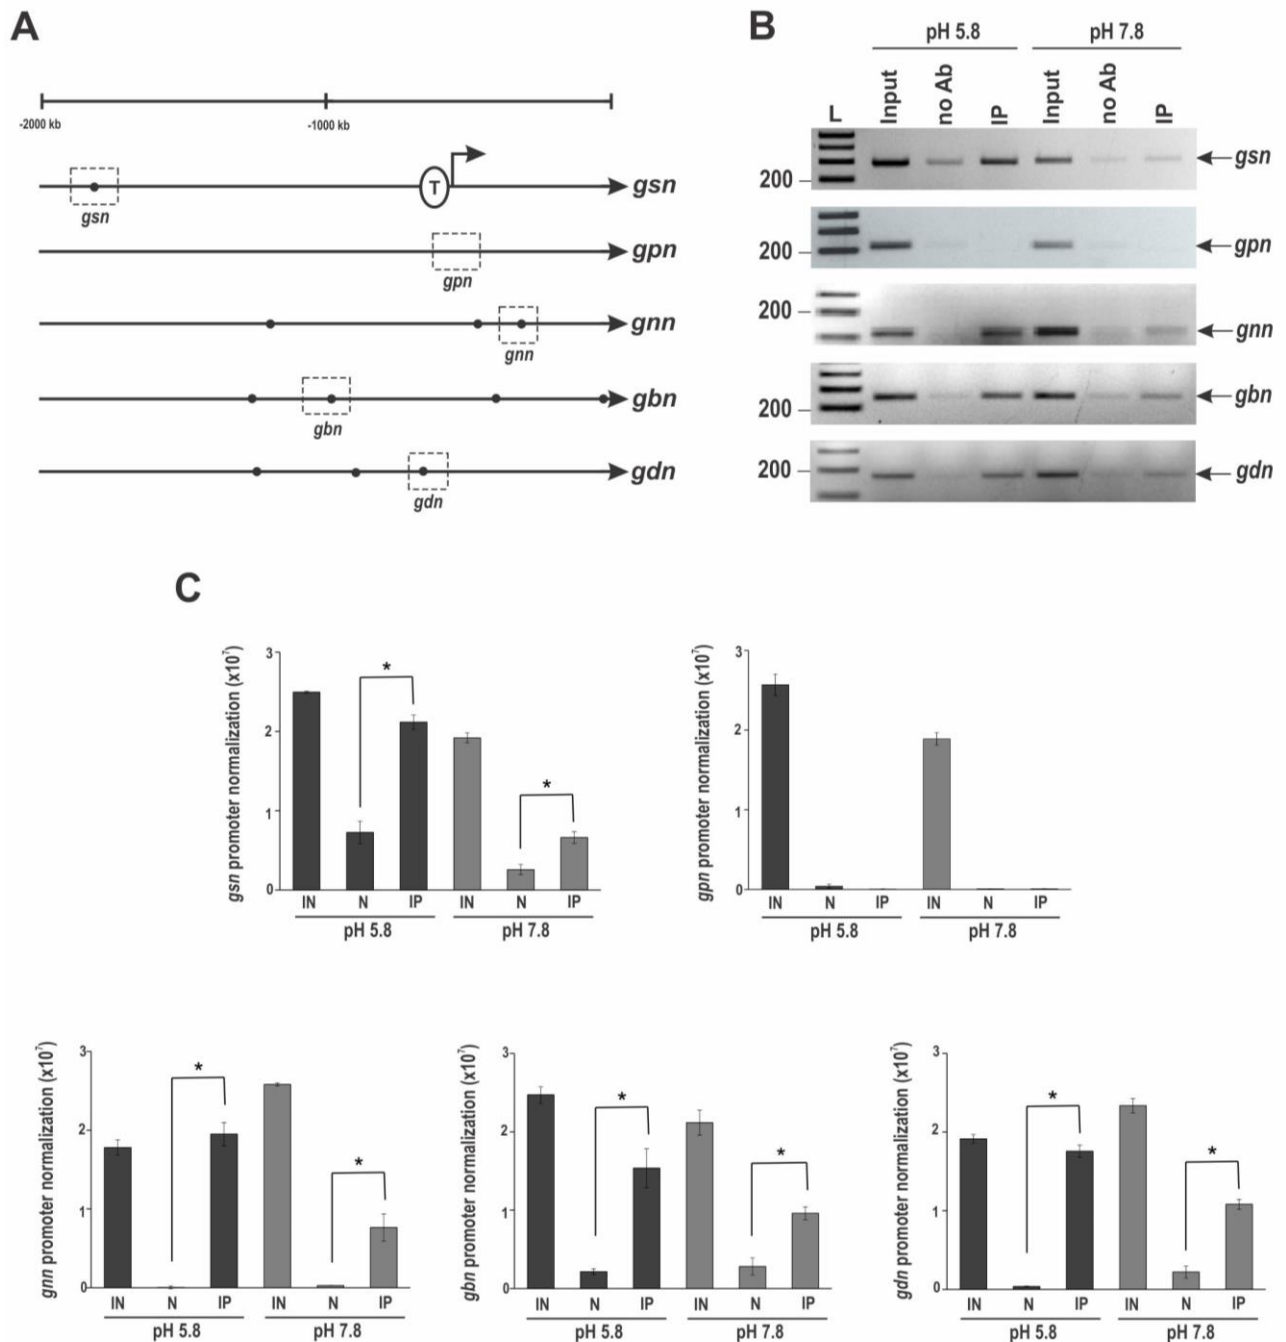 A
-2000 kb
-1000 kb
T
gsn
gsn
gpn
gpn
gnn
gnn
gbn
gbn
gdn
gdn
B
pH 5.8
pH 7.8
L
Input
no Ab
IP
Input
no Ab
IP
200
gsn
200
gpn
200
gnn
200
gbn
200
gdn
C
gsn promoter normalization (x10⁷)
3
2
1
0
*
*
IN N IP IN N IP
pH 5.8 pH 7.8
gpn promoter normalization (x10⁷)
3
2
1
0
IN N IP IN N IP
pH 5.8 pH 7.8
gnn promoter normalization (x10⁷)
3
2
1
0
*
*
IN N IP IN N IP
pH 5.8 pH 7.8
gbn promoter normalization (x10⁷)
3
2
1
0
*
*
IN N IP IN N IP
pH 5.8 pH 7.8
gdn promoter normalization (x10⁷)
3
2
1
0
*
*
IN N IP IN N IP
pH 5.8 pH 7.8